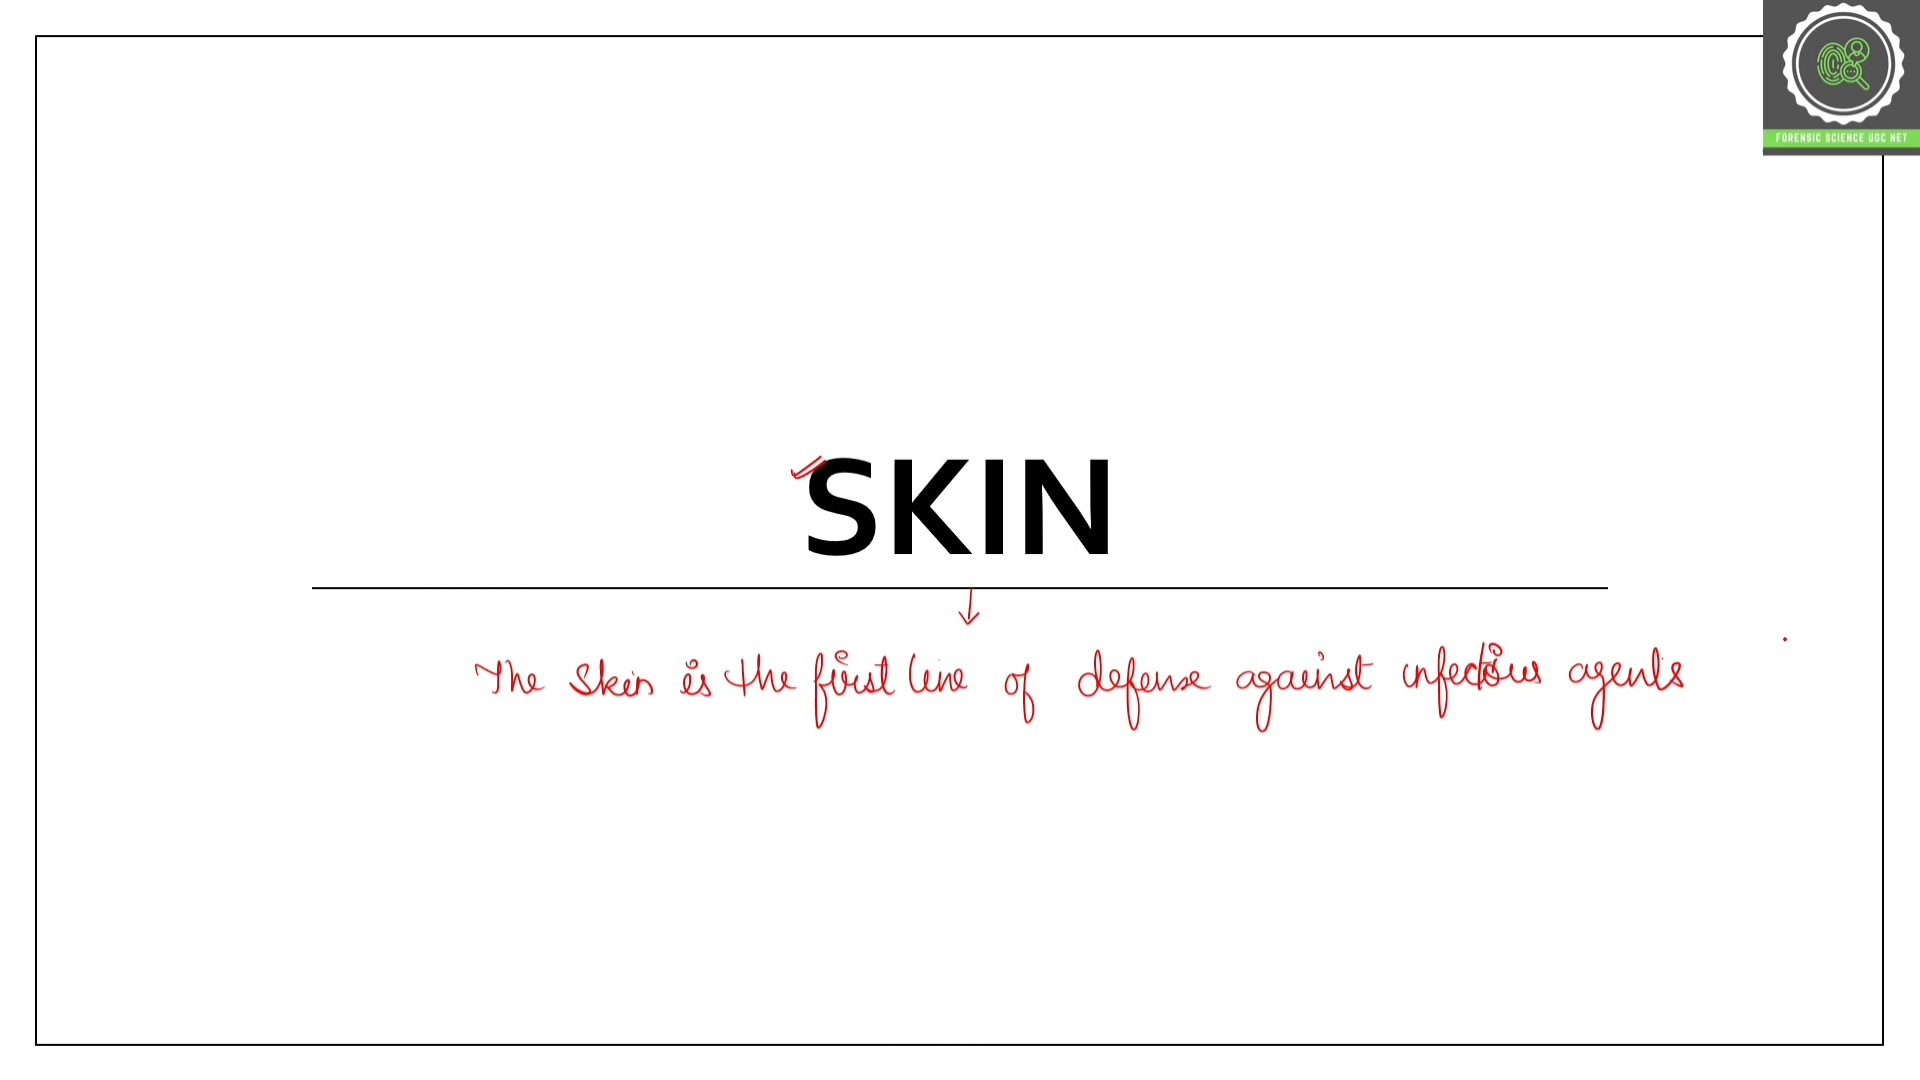 FORENSIC SCIENCE UGC NET
SKIN
The Skin is the first line of defense against infectious agents